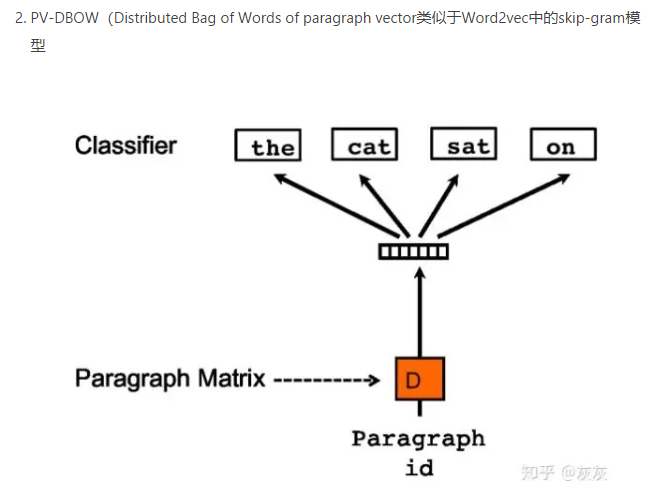 2. PV-DBOW（Distributed Bag of Words of paragraph vector类似于Word2vec中的skip-gram模
型
Classifier
the cat sat on
Paragraph Matrix
D
Paragraph
id
知乎 @灰灰